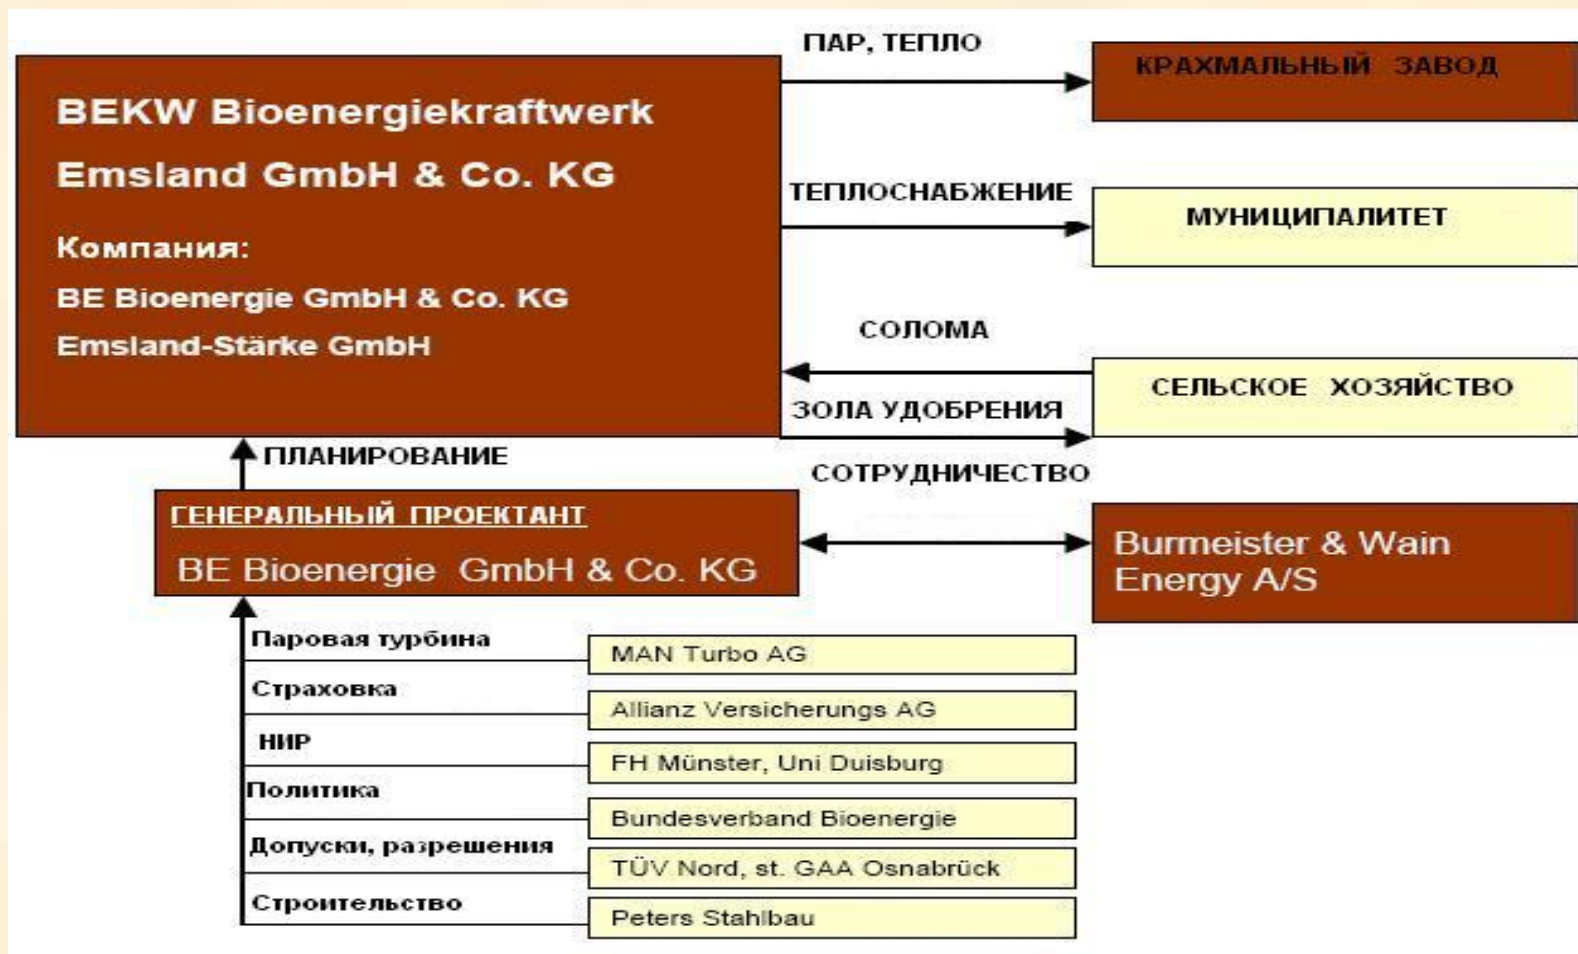 BEKW Bioenergiekraftwerk
Emsland GmbH & Co. KG
Компания:
BE Bioenergie GmbH & Co. KG
Emsland-Stärke GmbH
ПАР, ТЕПЛО
КРАХМАЛЬНЫЙ ЗАВОД
ТЕПЛОСНАБЖЕНИЕ
МУНИЦИПАЛИТЕТ
СОЛОМА
СЕЛЬСКОЕ ХОЗЯЙСТВО
ЗОЛА УДОБРЕНИЯ
ПЛАНИРОВАНИЕ
СОТРУДНИЧЕСТВО
ГЕНЕРАЛЬНЫЙ ПРОЕКТАНТ
BE Bioenergie GmbH & Co. KG
Burmeister & Wain
Energy A/S
Паровая турбина
MAN Turbo AG
Страховка
Allianz Versicherungs AG
НИР
FH Münster, Uni Duisburg
Политика
Bundesverband Bioenergie
Допуски, разрешения
TÜV Nord, st. GAA Osnabrück
Строительство
Peters Stahlbau